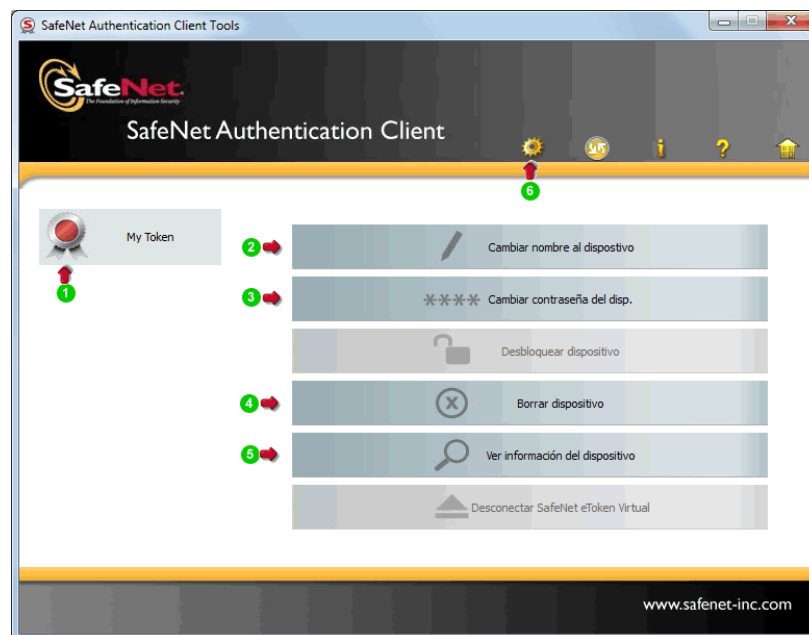 SafeNet Authentication Client Tools
SafeNet.
The Foundation of Information Security
SafeNet Authentication Client
6
My Token
1
2 Cambiar nombre al dispostivo
3 **** Cambiar contraseña del disp.
Desbloquear dispositivo
4 Borrar dispositivo
5 Ver información del dispositivo
Desconectar SafeNet eToken Virtual
www.safenet-inc.com